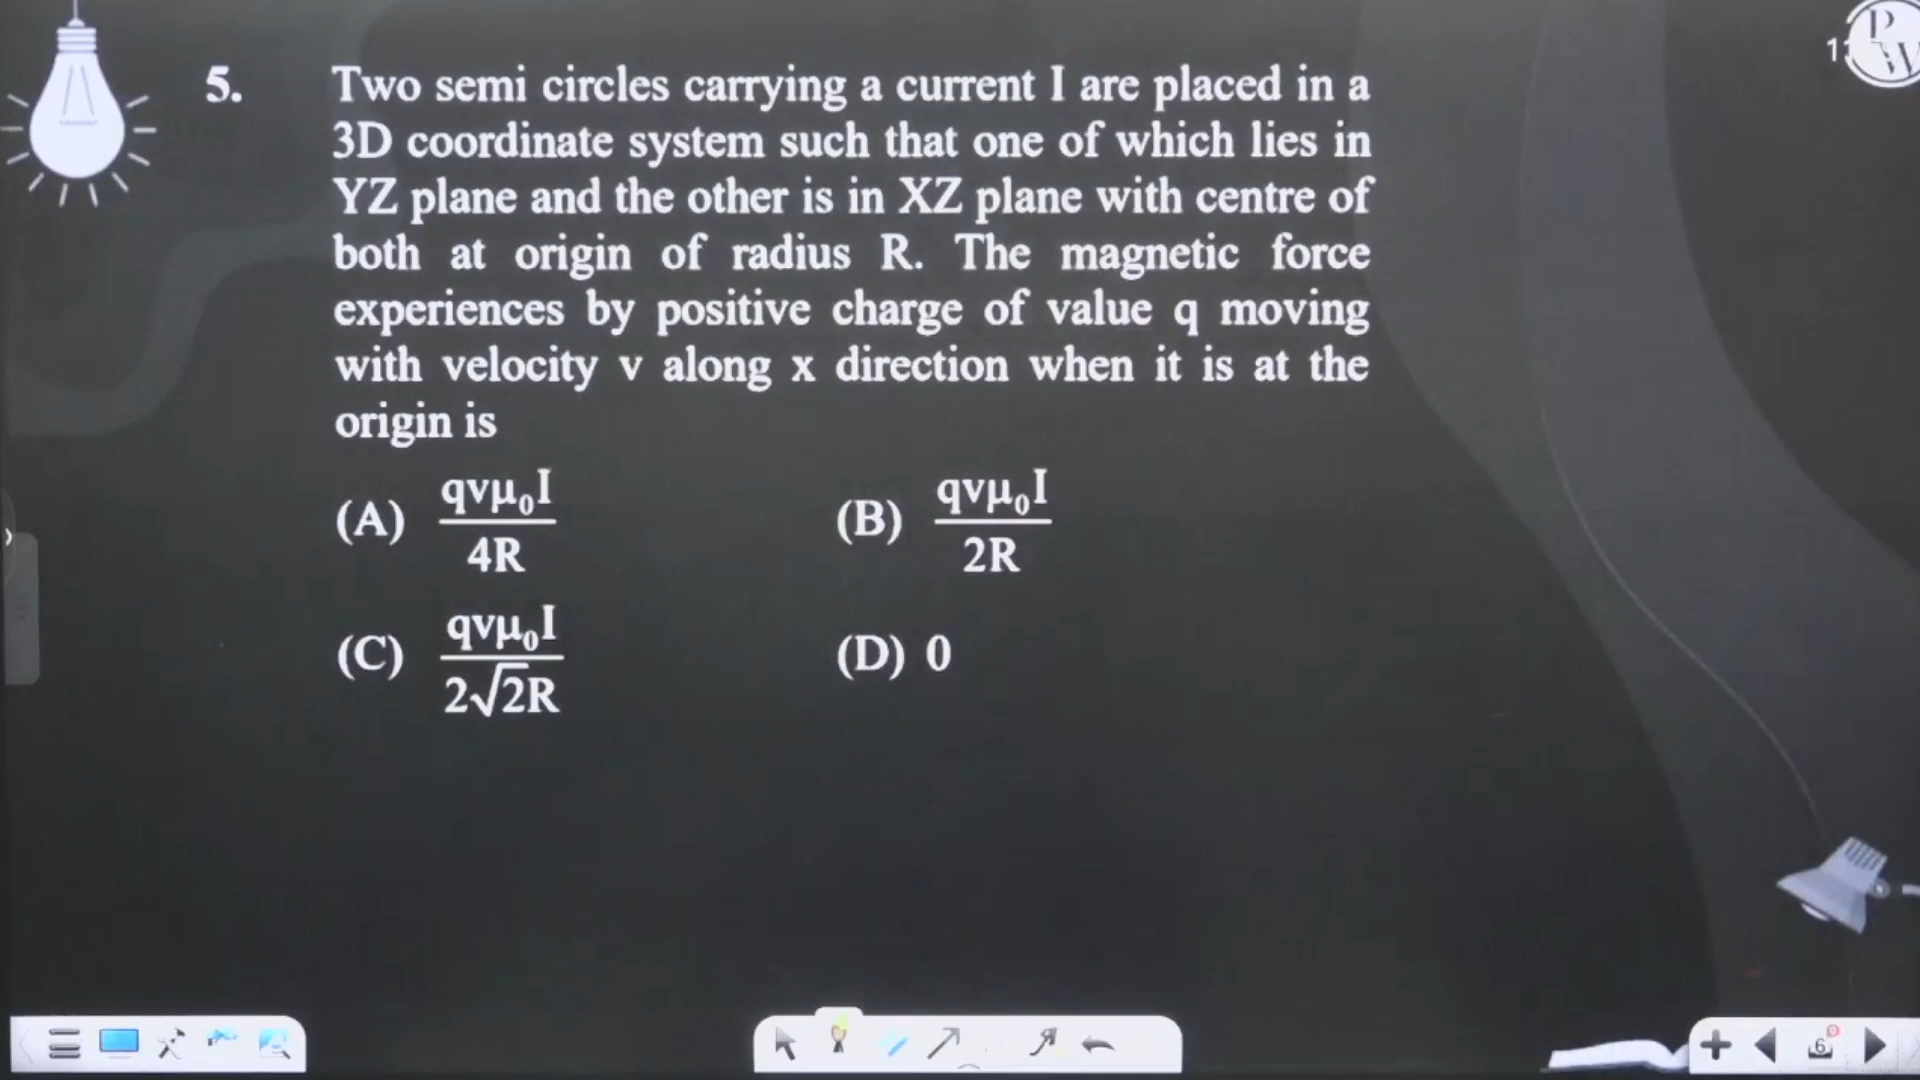 5. Two semi circles carrying a current I are placed in a
3D coordinate system such that one of which lies in
YZ plane and the other is in XZ plane with centre of
both at origin of radius R. The magnetic force
experiences by positive charge of value q moving
with velocity v along x direction when it is at the
origin is
(A) qvμ₀I / 4R (B) qvμ₀I / 2R
(C) qvμ₀I / 2√2R (D) 0
P
W
6